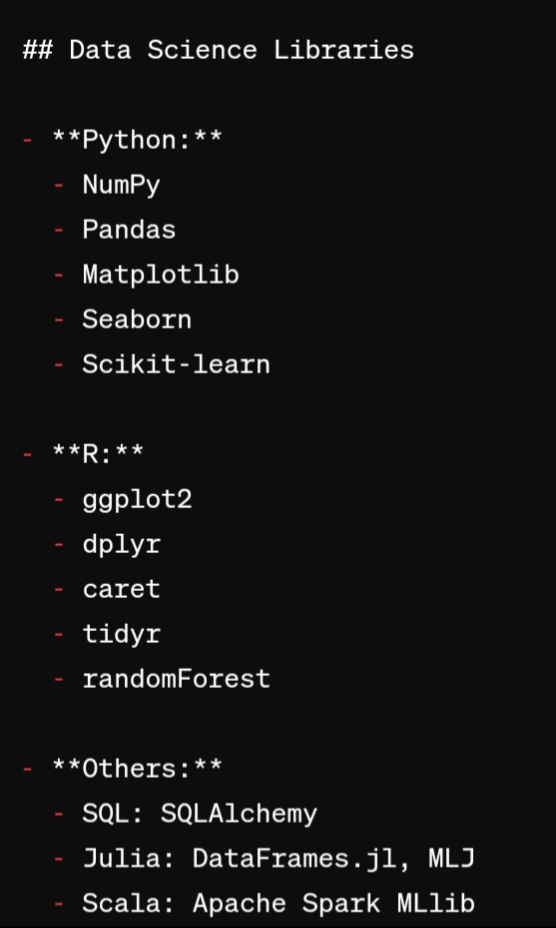 ## Data Science Libraries
- **Python:**
- NumPy
- Pandas
- Matplotlib
- Seaborn
- Scikit-learn
- **R:**
- ggplot2
- dplyr
- caret
- tidyr
- randomForest
- **Others:**
- SQL: SQLAlchemy
- Julia: DataFrames.jl, MLJ
- Scala: Apache Spark MLlib